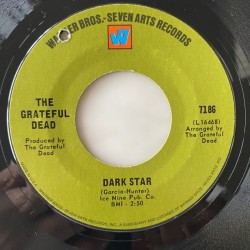 WARNER BROS.-SEVEN ARTS RECORDS
W7
THE
GRATEFUL
DEAD
7186
(L16468)
Produced by
The Grateful
Dead
Arranged by
The Grateful
Dead
DARK STAR
(Garcia-Hunter)
Ice Nine Pub. Co.
BMI - 2:50